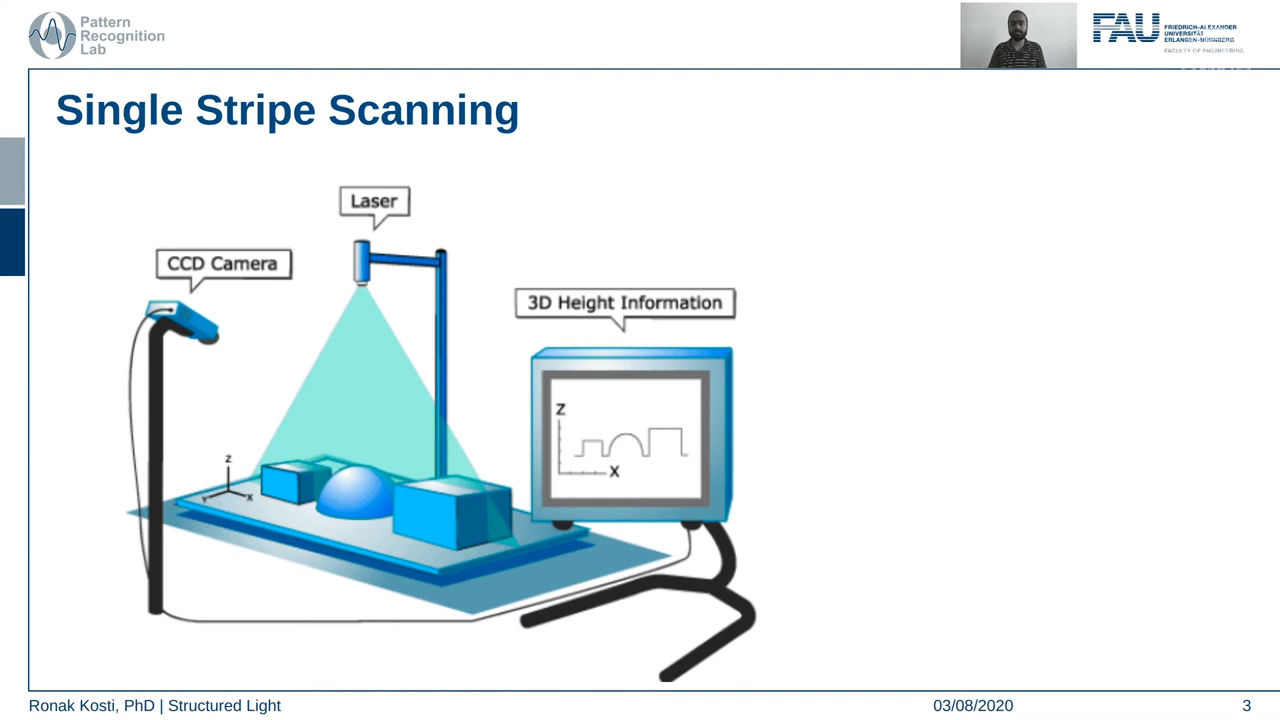 Pattern
Recognition
Lab
FAU
FRIEDRICH-ALEXANDER
UNIVERSITÄT
ERLANGEN-NÜRNBERG
FACULTY OF ENGINEERING
Single Stripe Scanning
Laser
CCD Camera
3D Height Information
Z
X
Z
Y
X
Ronak Kosti, PhD | Structured Light
03/08/2020
3